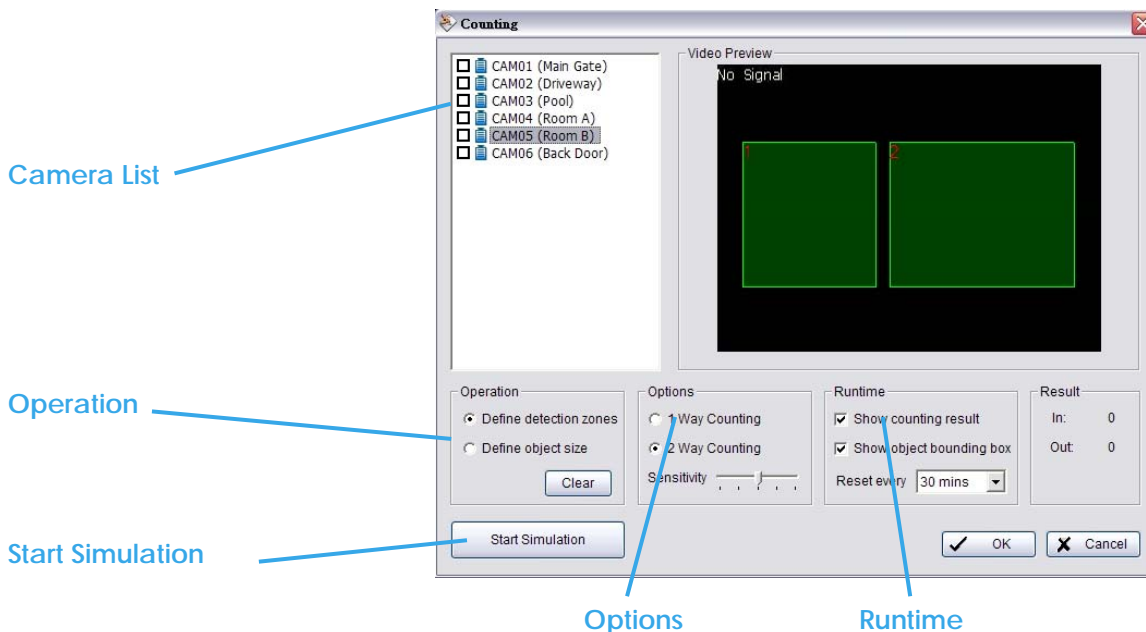 Counting
CAM01 (Main Gate)
CAM02 (Driveway)
CAM03 (Pool)
CAM04 (Room A)
CAM05 (Room B)
CAM06 (Back Door)
Video Preview
No Signal
1
2
Camera List
Operation
Operation
Define detection zones
Define object size
Clear
Options
1 Way Counting
2 Way Counting
Sensitivity
Runtime
Show counting result
Show object bounding box
Reset every 30 mins
Result
In: 0
Out: 0
Start Simulation
Start Simulation
OK
Cancel
Options
Runtime